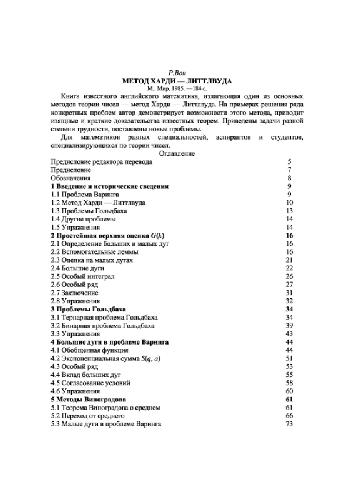 Р.Вон
МЕТОД ХАРДИ — ЛИТТЛВУДА
М.: Мир, 1985. — 184 с.
Книга известного английского математика, излагающая один из основных
методов теории чисел — метод Харди — Литтлвуда. На примерах решения ряда
конкретных проблем автор демонстрирует возможности этого метода, приводит
изящные и краткие доказательства известных теорем. Приведены задачи разной
степени трудности, поставлены новые проблемы.
Для математиков разных специальностей, аспирантов и студентов,
специализирующихся по теории чисел.
Оглавление
Предисловие редактора перевода 5
Предисловие 7
Обозначения 8
1 Введение и исторические сведения 9
1.1 Проблема Варинга 9
1.2 Метод Харди — Литтлвуда 10
1.3 Проблемы Гольдбаха 13
1.4 Другие проблемы 14
1.5 Упражнения 14
2 Простейшая верхняя оценка G(k) 16
2.1 Определение больших и малых дуг 16
2.2 Вспомогательные леммы 16
2.3 Оценка на малых дугах 21
2.4 Большие дуги 22
2.5 Особый интеграл 26
2.6 Особый ряд 27
2.7 Заключение 31
2.8 Упражнения 32
3 Проблемы Гольдбаха 34
3.1 Тернарная проблема Гольдбаха 34
3.2 Бинарная проблема Гольдбаха 39
3.3 Упражнения 43
4 Большие дуги в проблеме Варинга 44
4.1 Обобщенная функция 44
4.2 Экспоненциальная сумма S(q, a) 51
4.3 Особый ряд 53
4.4 Вклад больших дуг 55
4.5 Согласование условий 58
4.6 Упражнения 60
5 Методы Виноградова 61
5.1 Теорема Виноградова о среднем 61
5.2 Переход от среднего 66
5.3 Малые дуги в проблеме Варинга 73